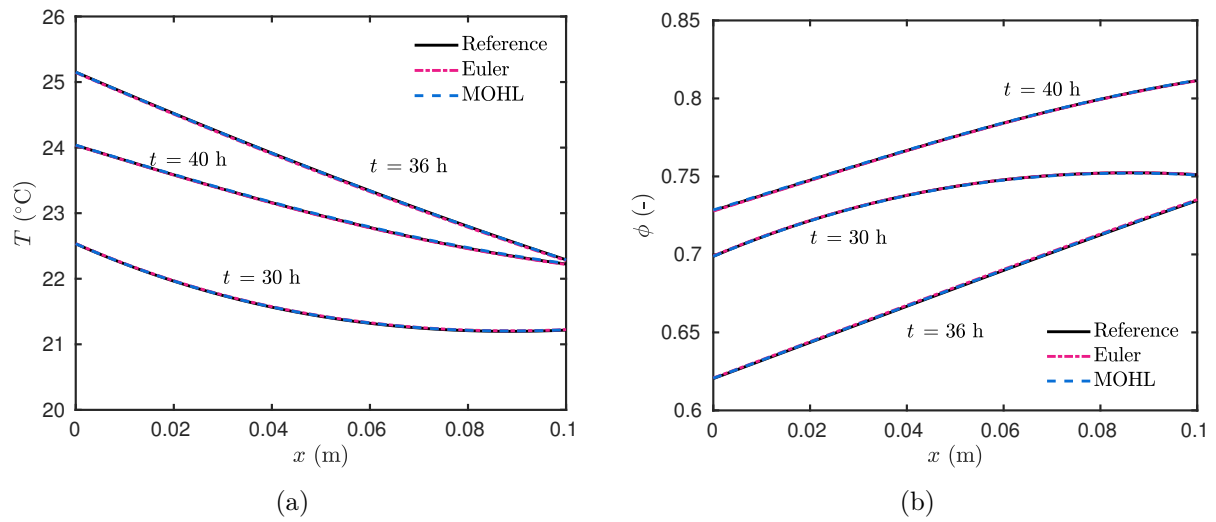 26
25
24
23
22
21
20
T (°C)
Reference
Euler
MOHL
t = 36 h
t = 40 h
t = 30 h
0 0.02 0.04 0.06 0.08 0.1
x (m)
(a)
0.85
0.8
0.75
0.7
0.65
0.6
ϕ (-)
t = 40 h
t = 30 h
t = 36 h
Reference
Euler
MOHL
0 0.02 0.04 0.06 0.08 0.1
x (m)
(b)